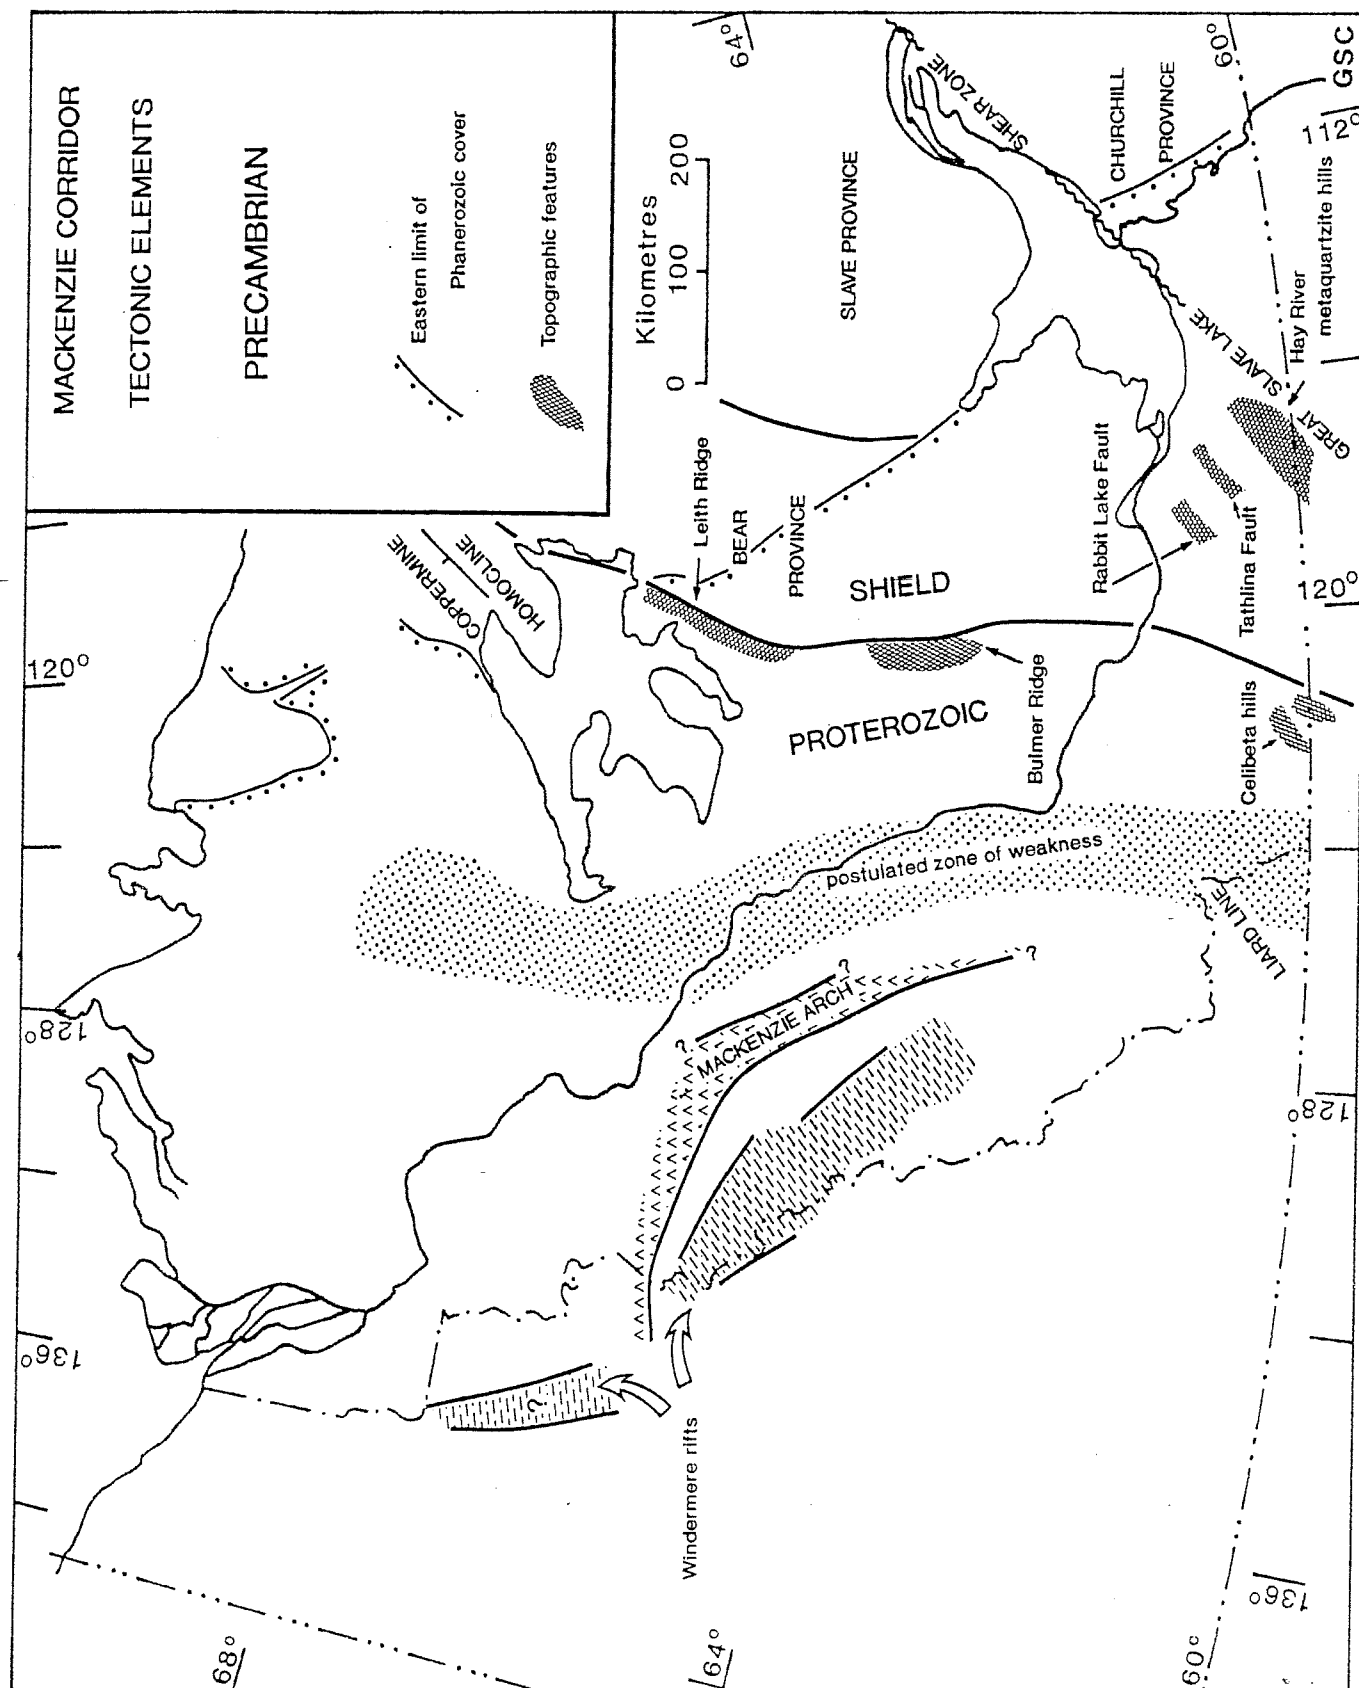 MACKENZIE CORRIDOR
TECTONIC ELEMENTS
PRECAMBRIAN
Eastern limit of
Phanerozoic cover
Topographic features
Kilometres
0 100 200
64°
60°
GSC
112°
SHEAR ZONE
CHURCHILL
PROVINCE
SLAVE PROVINCE
GREAT SLAVE LAKE
Hay River
metaquartzite hills
Leith Ridge
BEAR
PROVINCE
Rabbit Lake Fault
Tathlina Fault
120°
COPPERMINE
HOMOCLINE
SHIELD
PROTEROZOIC
Bulmer Ridge
Celibeta hills
120°
postulated zone of weakness
LIARD LINE
128°
?
MACKENZIE ARCH
?
?
128°
136°
?
Windermere rifts
136°
68°
64°
60°